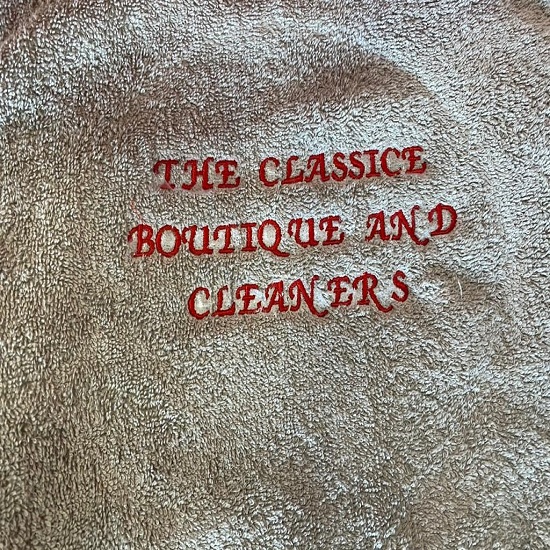 THE CLASSICE
BOUTIQUE AND
CLEANERS